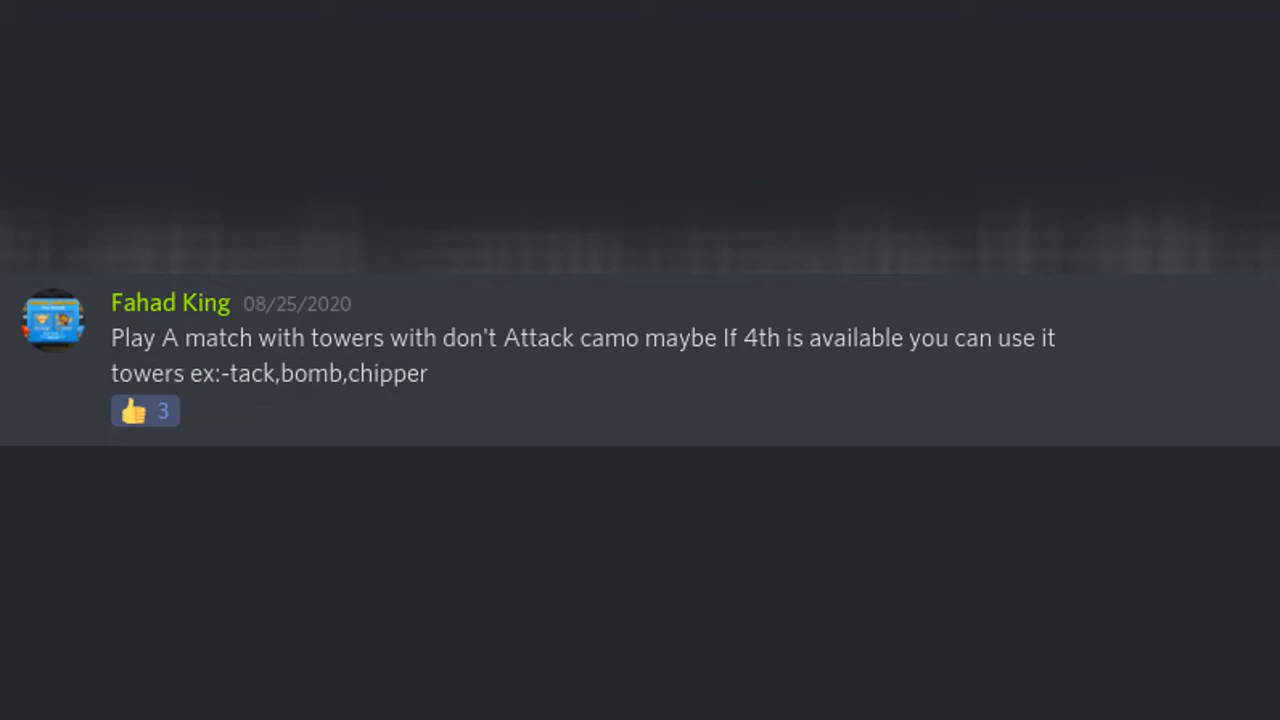 Fahad King 08/25/2020
Play A match with towers with don't Attack camo maybe If 4th is available you can use it
towers ex:-tack,bomb,chipper
👍 3